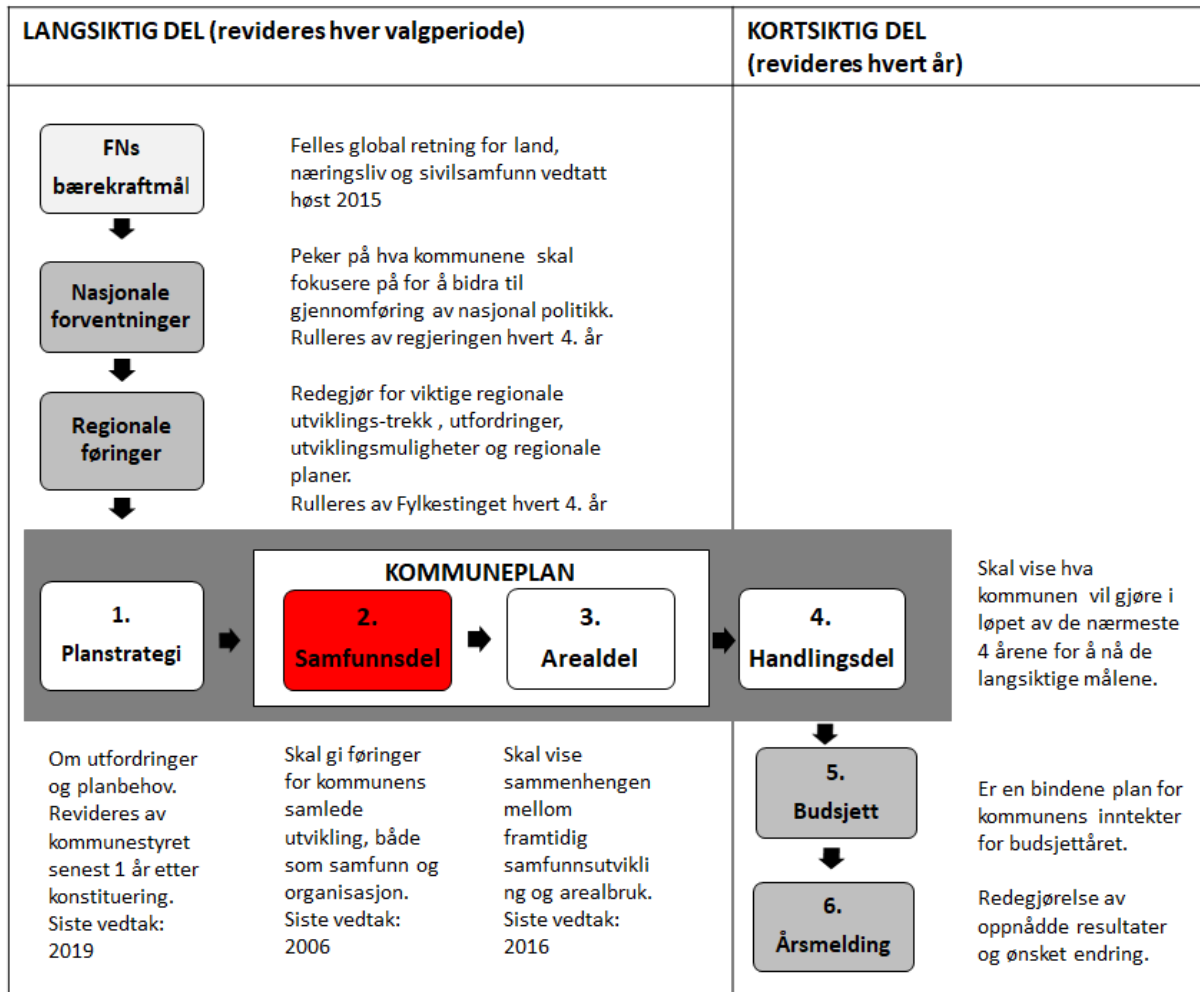 LANGSIKTIG DEL (revideres hver valgperiode)
KORTSIKTIG DEL
(revideres hvert år)
FNs
bærekraftmål
Felles global retning for land,
næringsliv og sivilsamfunn vedtatt
høst 2015
Nasjonale
forventninger
Peker på hva kommunene skal
fokusere på for å bidra til
gjennomføring av nasjonal politikk.
Rulleres av regjeringen hvert 4. år
Regionale
føringer
Redegjør for viktige regionale
utviklings-trekk , utfordringer,
utviklingsmuligheter og regionale
planer.
Rulleres av Fylkestinget hvert 4. år
KOMMUNEPLAN
1.
Planstrategi
2.
Samfunnsdel
3.
Arealdel
4.
Handlingsdel
Skal vise hva
kommunen vil gjøre i
løpet av de nærmeste
4 årene for å nå de
langsiktige målene.
Om utfordringer
og planbehov.
Revideres av
kommunestyret
senest 1 år etter
konstituering.
Siste vedtak:
2019
Skal gi føringer
for kommunens
samlede
utvikling, både
som samfunn og
organisasjon.
Siste vedtak:
2006
Skal vise
sammenhengen
mellom
framtidig
samfunnsutvikli
ng og arealbruk.
Siste vedtak:
2016
5.
Budsjett
Er en bindene plan for
kommunens inntekter
for budsjettåret.
6.
Årsmelding
Redegjørelse av
oppnådde resultater
og ønsket endring.